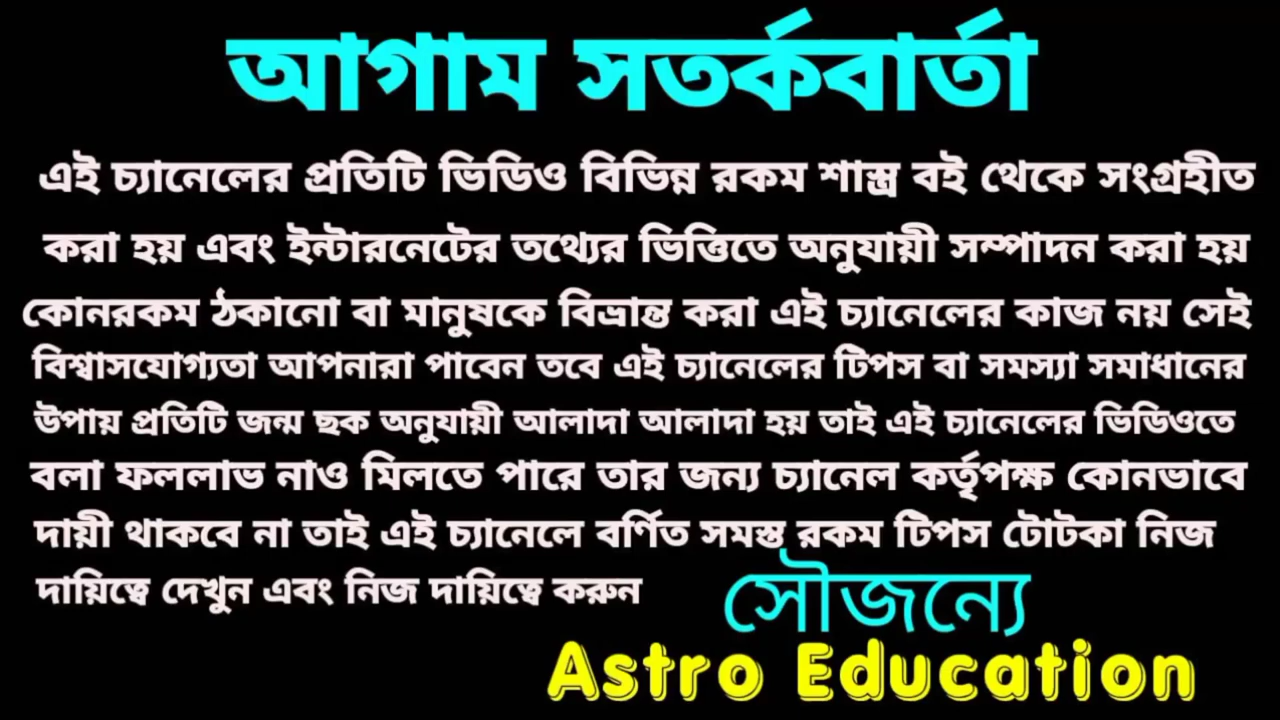 আগাম সতর্কবার্তা
এই চ্যানেলের প্রতিটি ভিডিও বিভিন্ন রকম শাস্ত্র বই থেকে সংগ্রহীত
করা হয় এবং ইন্টারনেটের তথ্যের ভিত্তিতে অনুযায়ী সম্পাদন করা হয়
কোনরকম ঠকানো বা মানুষকে বিভ্রান্ত করা এই চ্যানেলের কাজ নয় সেই
বিশ্বাসযোগ্যতা আপনারা পাবেন তবে এই চ্যানেলের টিপস বা সমস্যা সমাধানের
উপায় প্রতিটি জন্ম ছক অনুযায়ী আলাদা আলাদা হয় তাই এই চ্যানেলের ভিডিওতে
বলা ফললাভ নাও মিলতে পারে তার জন্য চ্যানেল কর্তৃপক্ষ কোনভাবে
দায়ী থাকবে না তাই এই চ্যানেলে বর্ণিত সমস্ত রকম টিপস টোটকা নিজ
দায়িত্বে দেখুন এবং নিজ দায়িত্বে করুন
সৌজন্যে
Astro Education